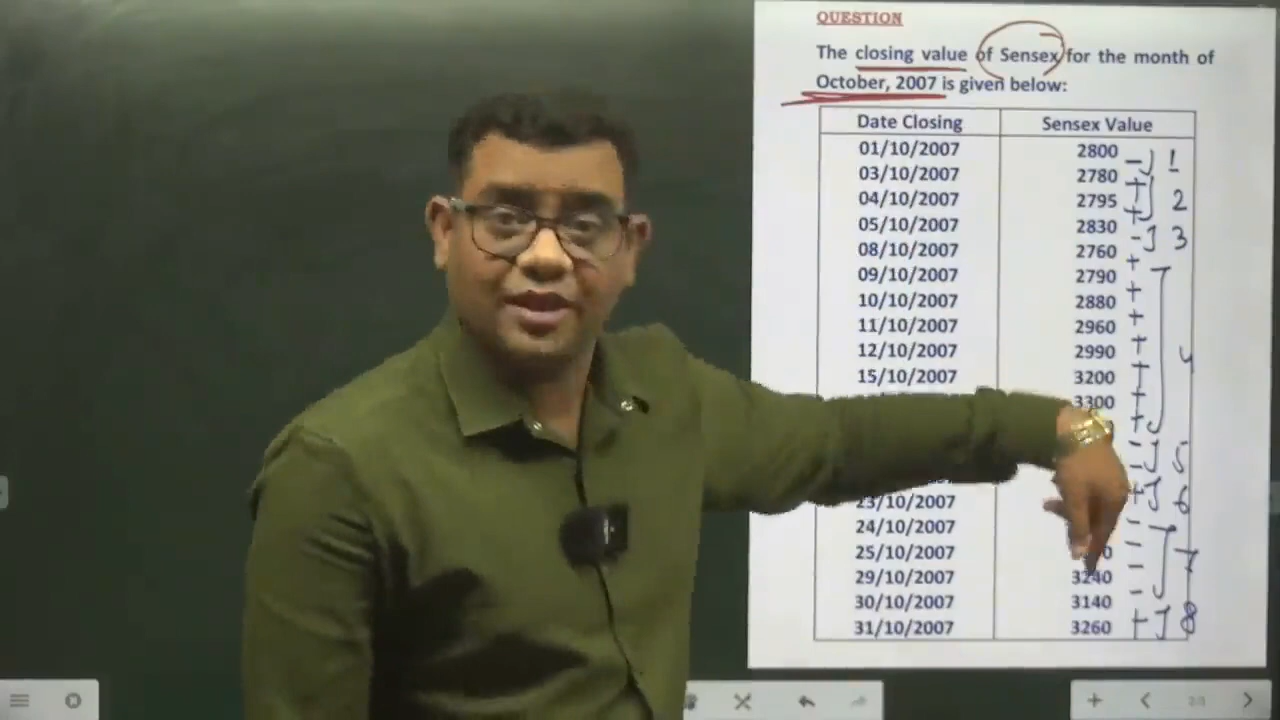 QUESTION
The closing value of Sensex for the month of
October, 2007 is given below:
Date Closing Sensex Value
01/10/2007 2800 - 1
03/10/2007 2780 +
04/10/2007 2795 + 2
05/10/2007 2830 - 3
08/10/2007 2760 +
09/10/2007 2790 +
10/10/2007 2880 +
11/10/2007 2960 +
12/10/2007 2990 + 4
15/10/2007 3200 +
3300 +
- 5
23/10/2007 + 6
24/10/2007 -
25/10/2007 - 7
29/10/2007 3240 -
30/10/2007 3140
31/10/2007 3260 + 8